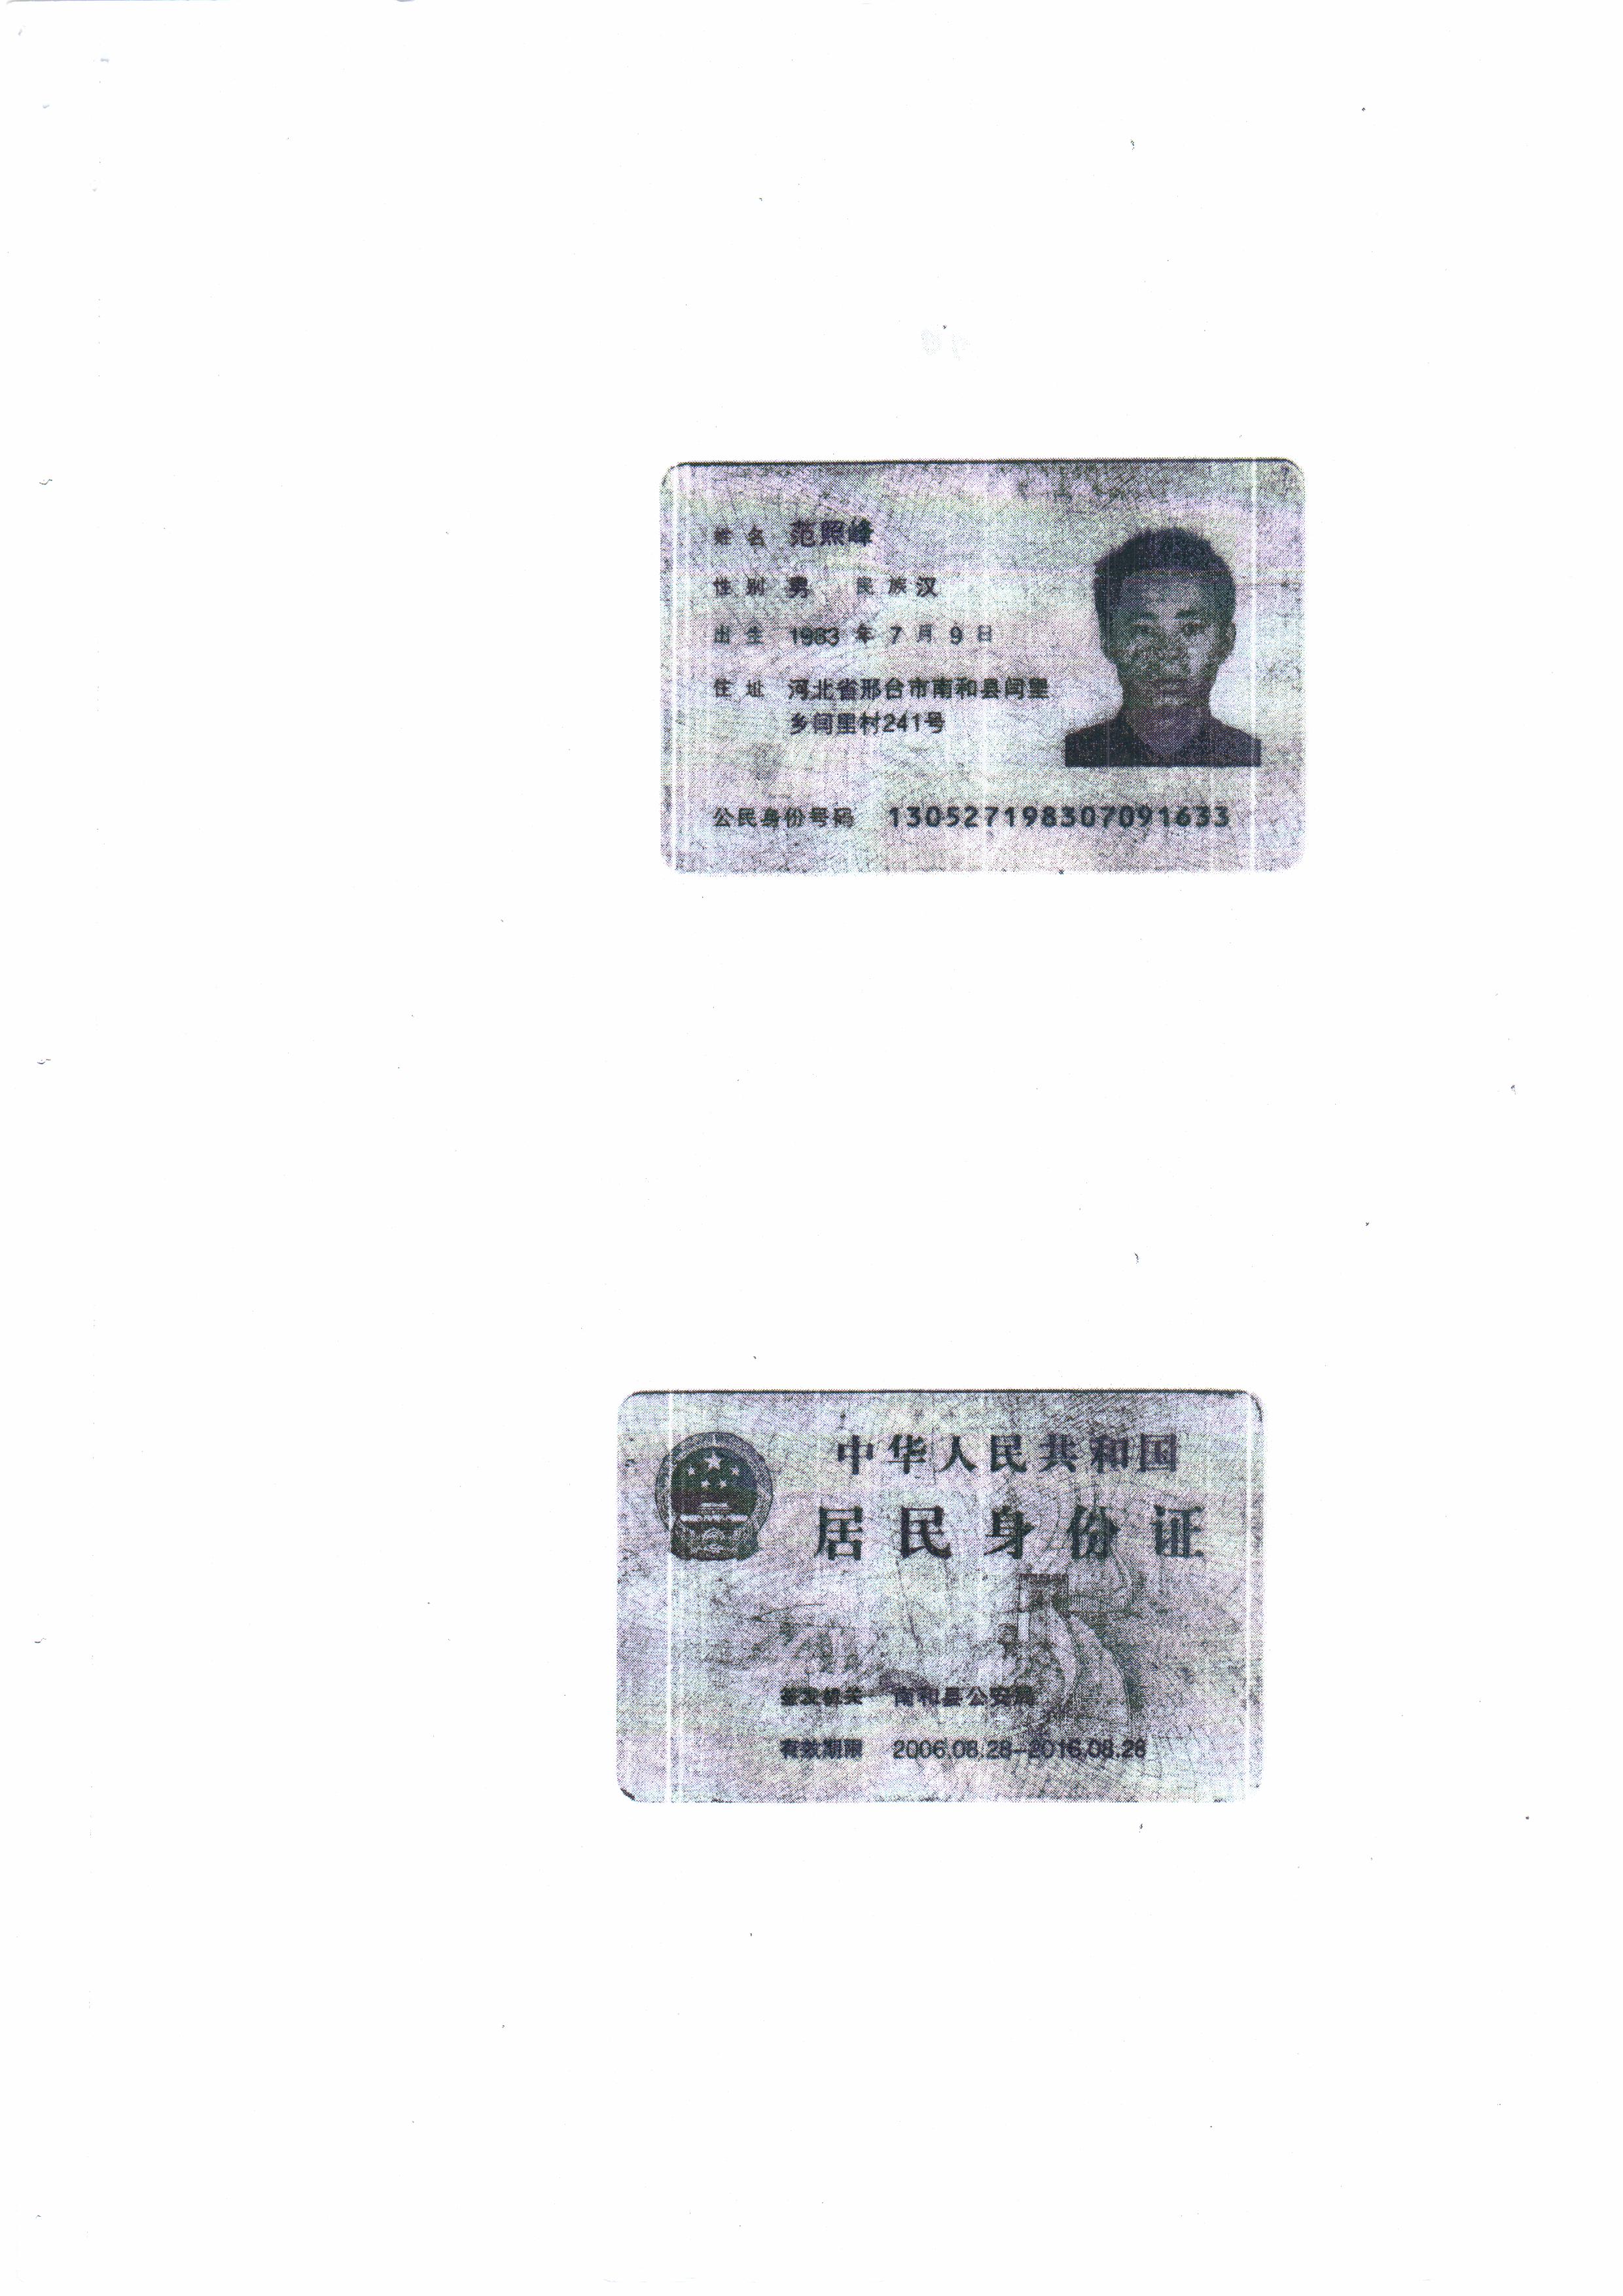 姓名 范照峰
性别 男 民族 汉
出生 1983 年 7 月 9 日
住址 河北省邢台市南和县闫里
乡闫里村241号
公民身份号码 130527198307091633
中华人民共和国
居民身份证
签发机关 南和县公安局
有效期限 2006.08.28-2016.08.28